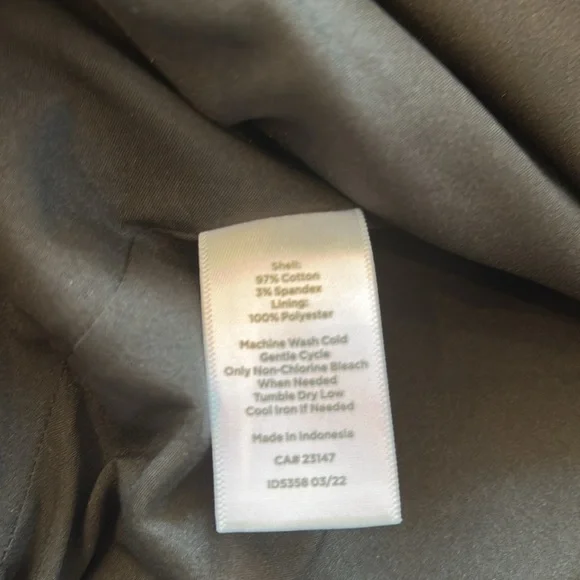 Shell:
97% Cotton
3% Spandex
Lining:
100% Polyester
Machine Wash Cold
Gentle Cycle
Only Non-Chlorine Bleach
When Needed
Tumble Dry Low
Cool Iron If Needed
Made In Indonesia
CA# 23147
IDS358 03/22